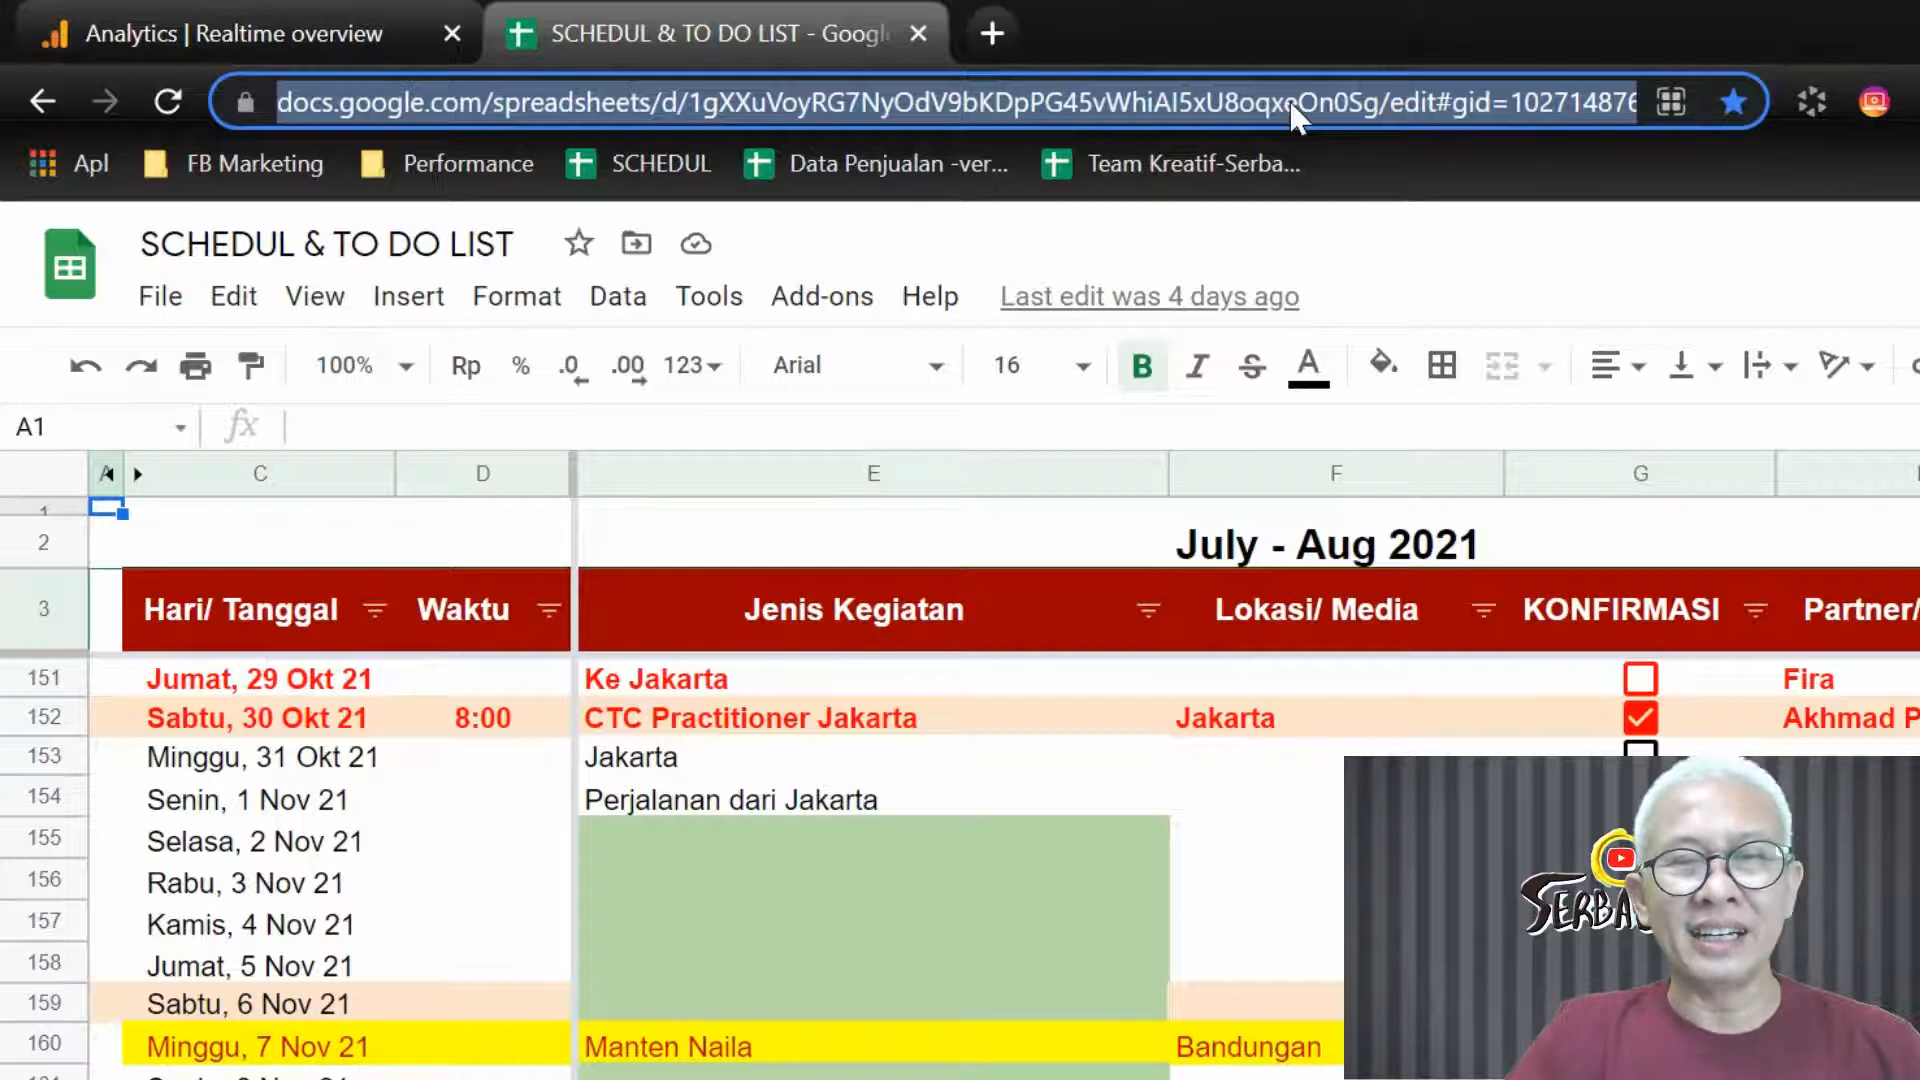 Analytics | Realtime overview
SCHEDUL & TO DO LIST - Googl
docs.google.com/spreadsheets/d/1gXXuVoyRG7NyOdV9bKDpPG45vWhiAI5xU8oqxeOn0Sg/edit#gid=102714876
Apl FB Marketing Performance SCHEDUL Data Penjualan -ver... Team Kreatif-Serba...
SCHEDUL & TO DO LIST
File Edit View Insert Format Data Tools Add-ons Help Last edit was 4 days ago
100% Rp % .0 .00 123 Arial 16 B I S A
A1 fx
A C D E F G
1
2 July - Aug 2021
3 Hari/ Tanggal Waktu Jenis Kegiatan Lokasi/ Media KONFIRMASI Partner/
151 Jumat, 29 Okt 21 Ke Jakarta Fira
152 Sabtu, 30 Okt 21 8:00 CTC Practitioner Jakarta Jakarta Akhmad P
153 Minggu, 31 Okt 21 Jakarta
154 Senin, 1 Nov 21 Perjalanan dari Jakarta
155 Selasa, 2 Nov 21
156 Rabu, 3 Nov 21
157 Kamis, 4 Nov 21
158 Jumat, 5 Nov 21
159 Sabtu, 6 Nov 21
160 Minggu, 7 Nov 21 Manten Naila Bandungan
SERBA